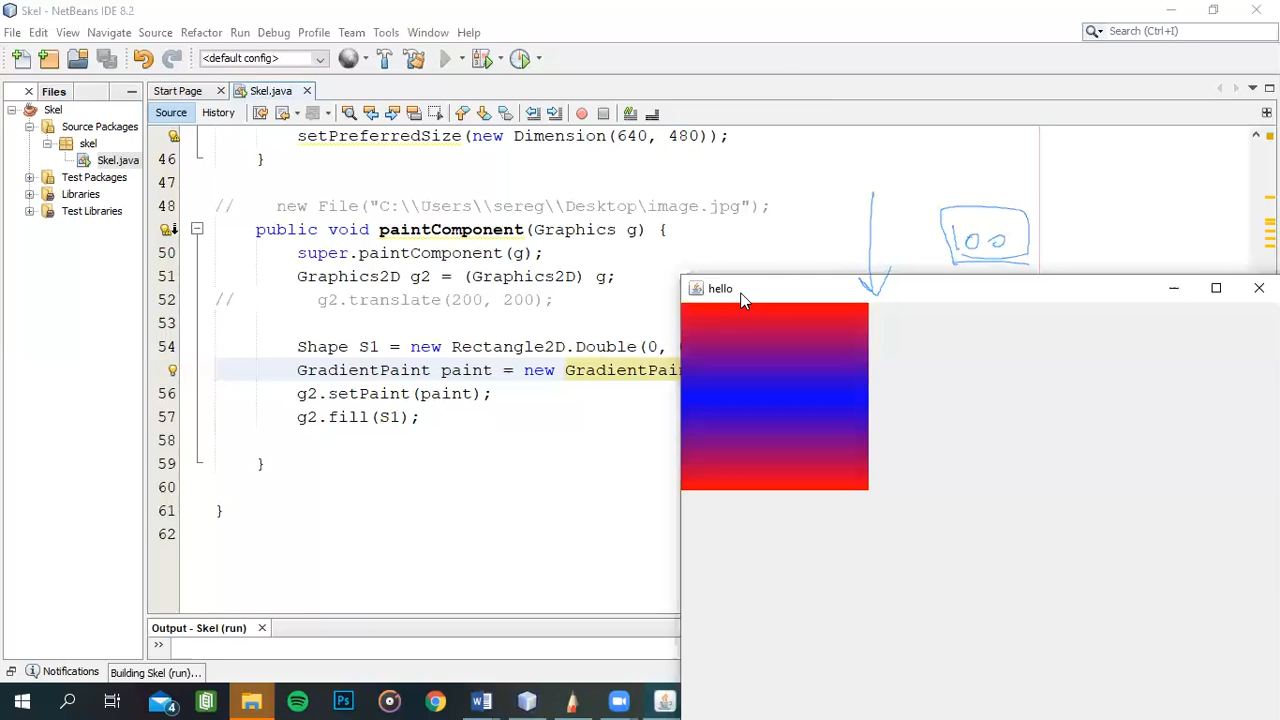 Skel - NetBeans IDE 8.2
File Edit View Navigate Source Refactor Run Debug Profile Team Tools Window Help
Search (Ctrl+I)
<default config>
Files
Start Page
Skel.java
Skel
Source Packages
skel
Skel.java
Test Packages
Libraries
Test Libraries
Source History
setPreferredSize(new Dimension(640, 480));
46 }
47
48 // new File("C:\\Users\\sereg\\Desktop\image.jpg");
public void paintComponent(Graphics g) {
50 super.paintComponent(g);
51 Graphics2D g2 = (Graphics2D) g;
52 // g2.translate(200, 200);
53
54 Shape S1 = new Rectangle2D.Double(0,
GradientPaint paint = new GradientPain
56 g2.setPaint(paint);
57 g2.fill(S1);
58
59 }
60
61 }
62
100
hello
Output - Skel (run)
>>
Notifications
Building Skel (run)...
4
Ps